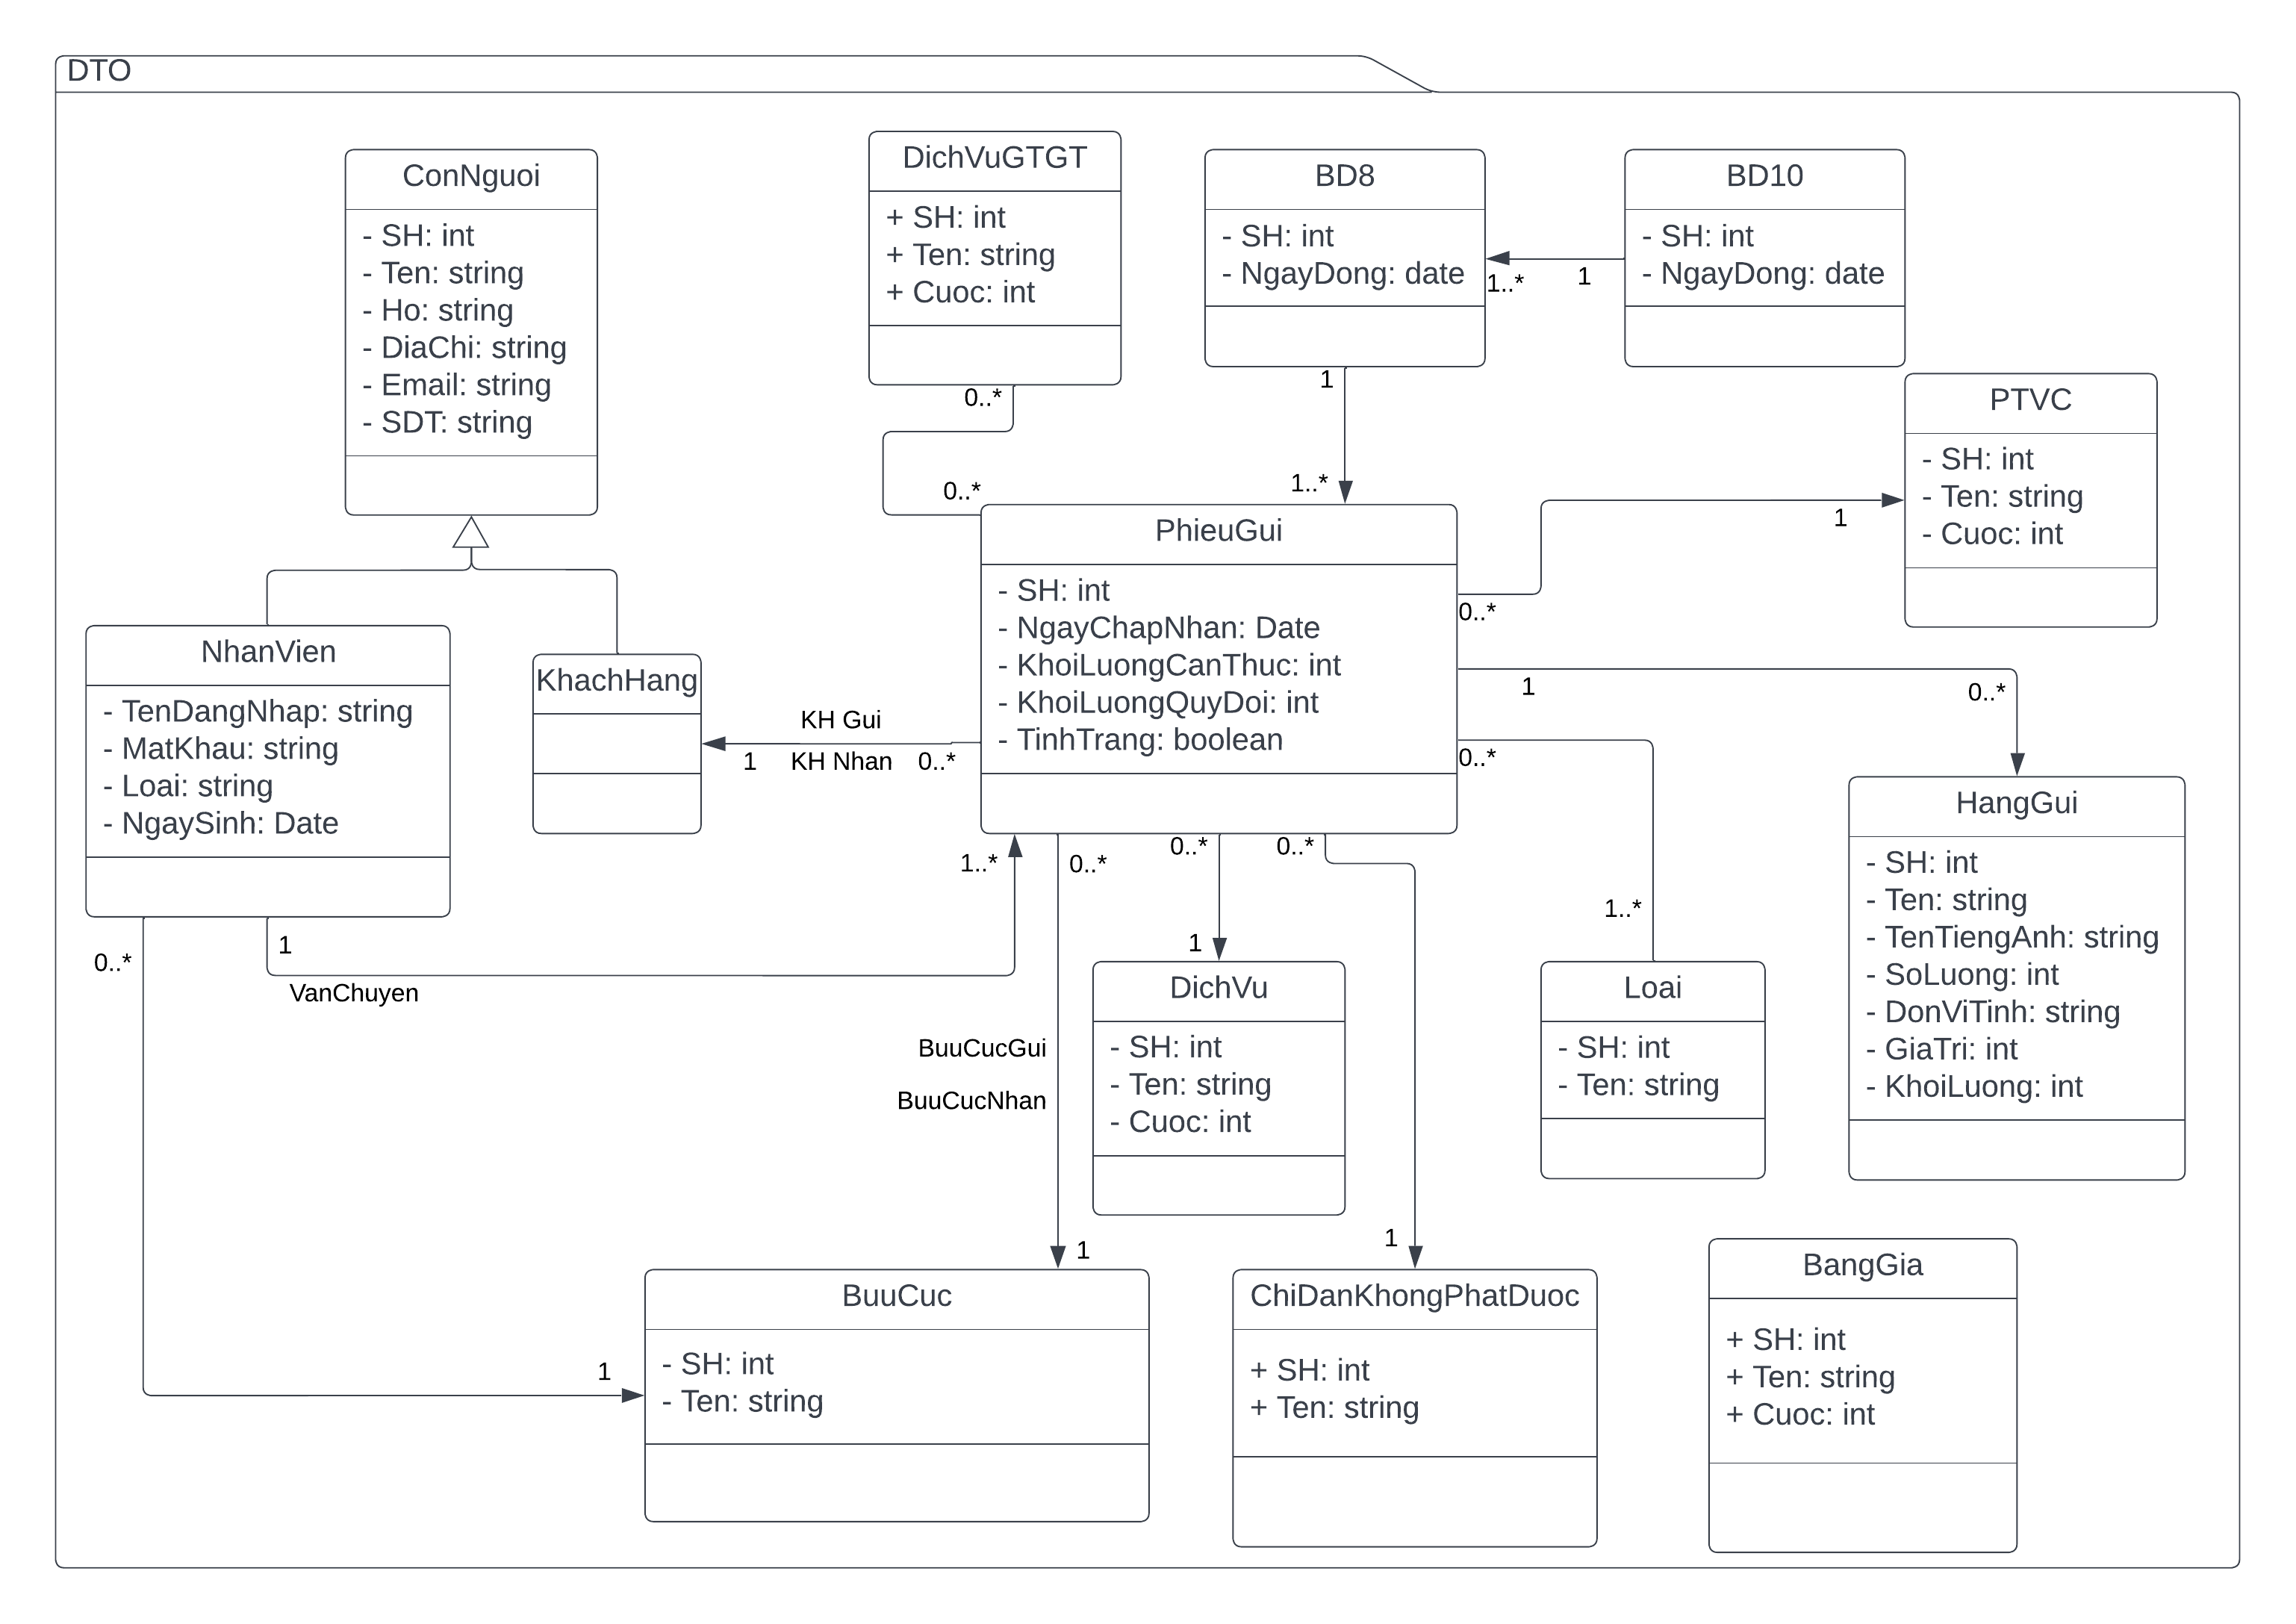 DTO
ConNguoi
- SH: int
- Ten: string
- Ho: string
- DiaChi: string
- Email: string
- SDT: string
DichVuGTGT
+ SH: int
+ Ten: string
+ Cuoc: int
0..*
0..*
BD8
- SH: int
- NgayDong: date
1..*
1
BD10
- SH: int
- NgayDong: date
1
1..*
PTVC
- SH: int
- Ten: string
- Cuoc: int
1
0..*
PhieuGui
- SH: int
- NgayChapNhan: Date
- KhoiLuongCanThuc: int
- KhoiLuongQuyDoi: int
- TinhTrang: boolean
NhanVien
- TenDangNhap: string
- MatKhau: string
- Loai: string
- NgaySinh: Date
KhachHang
KH Gui
1
KH Nhan
0..*
1
0..*
0..*
HangGui
- SH: int
- Ten: string
- TenTiengAnh: string
- SoLuong: int
- DonViTinh: string
- GiaTri: int
- KhoiLuong: int
1..*
0..*
0..*
0..*
0..*
1
VanChuyen
1
1..*
DichVu
- SH: int
- Ten: string
- Cuoc: int
Loai
- SH: int
- Ten: string
BuuCucGui
BuuCucNhan
1
1
1
BuuCuc
- SH: int
- Ten: string
ChiDanKhongPhatDuoc
+ SH: int
+ Ten: string
BangGia
+ SH: int
+ Ten: string
+ Cuoc: int